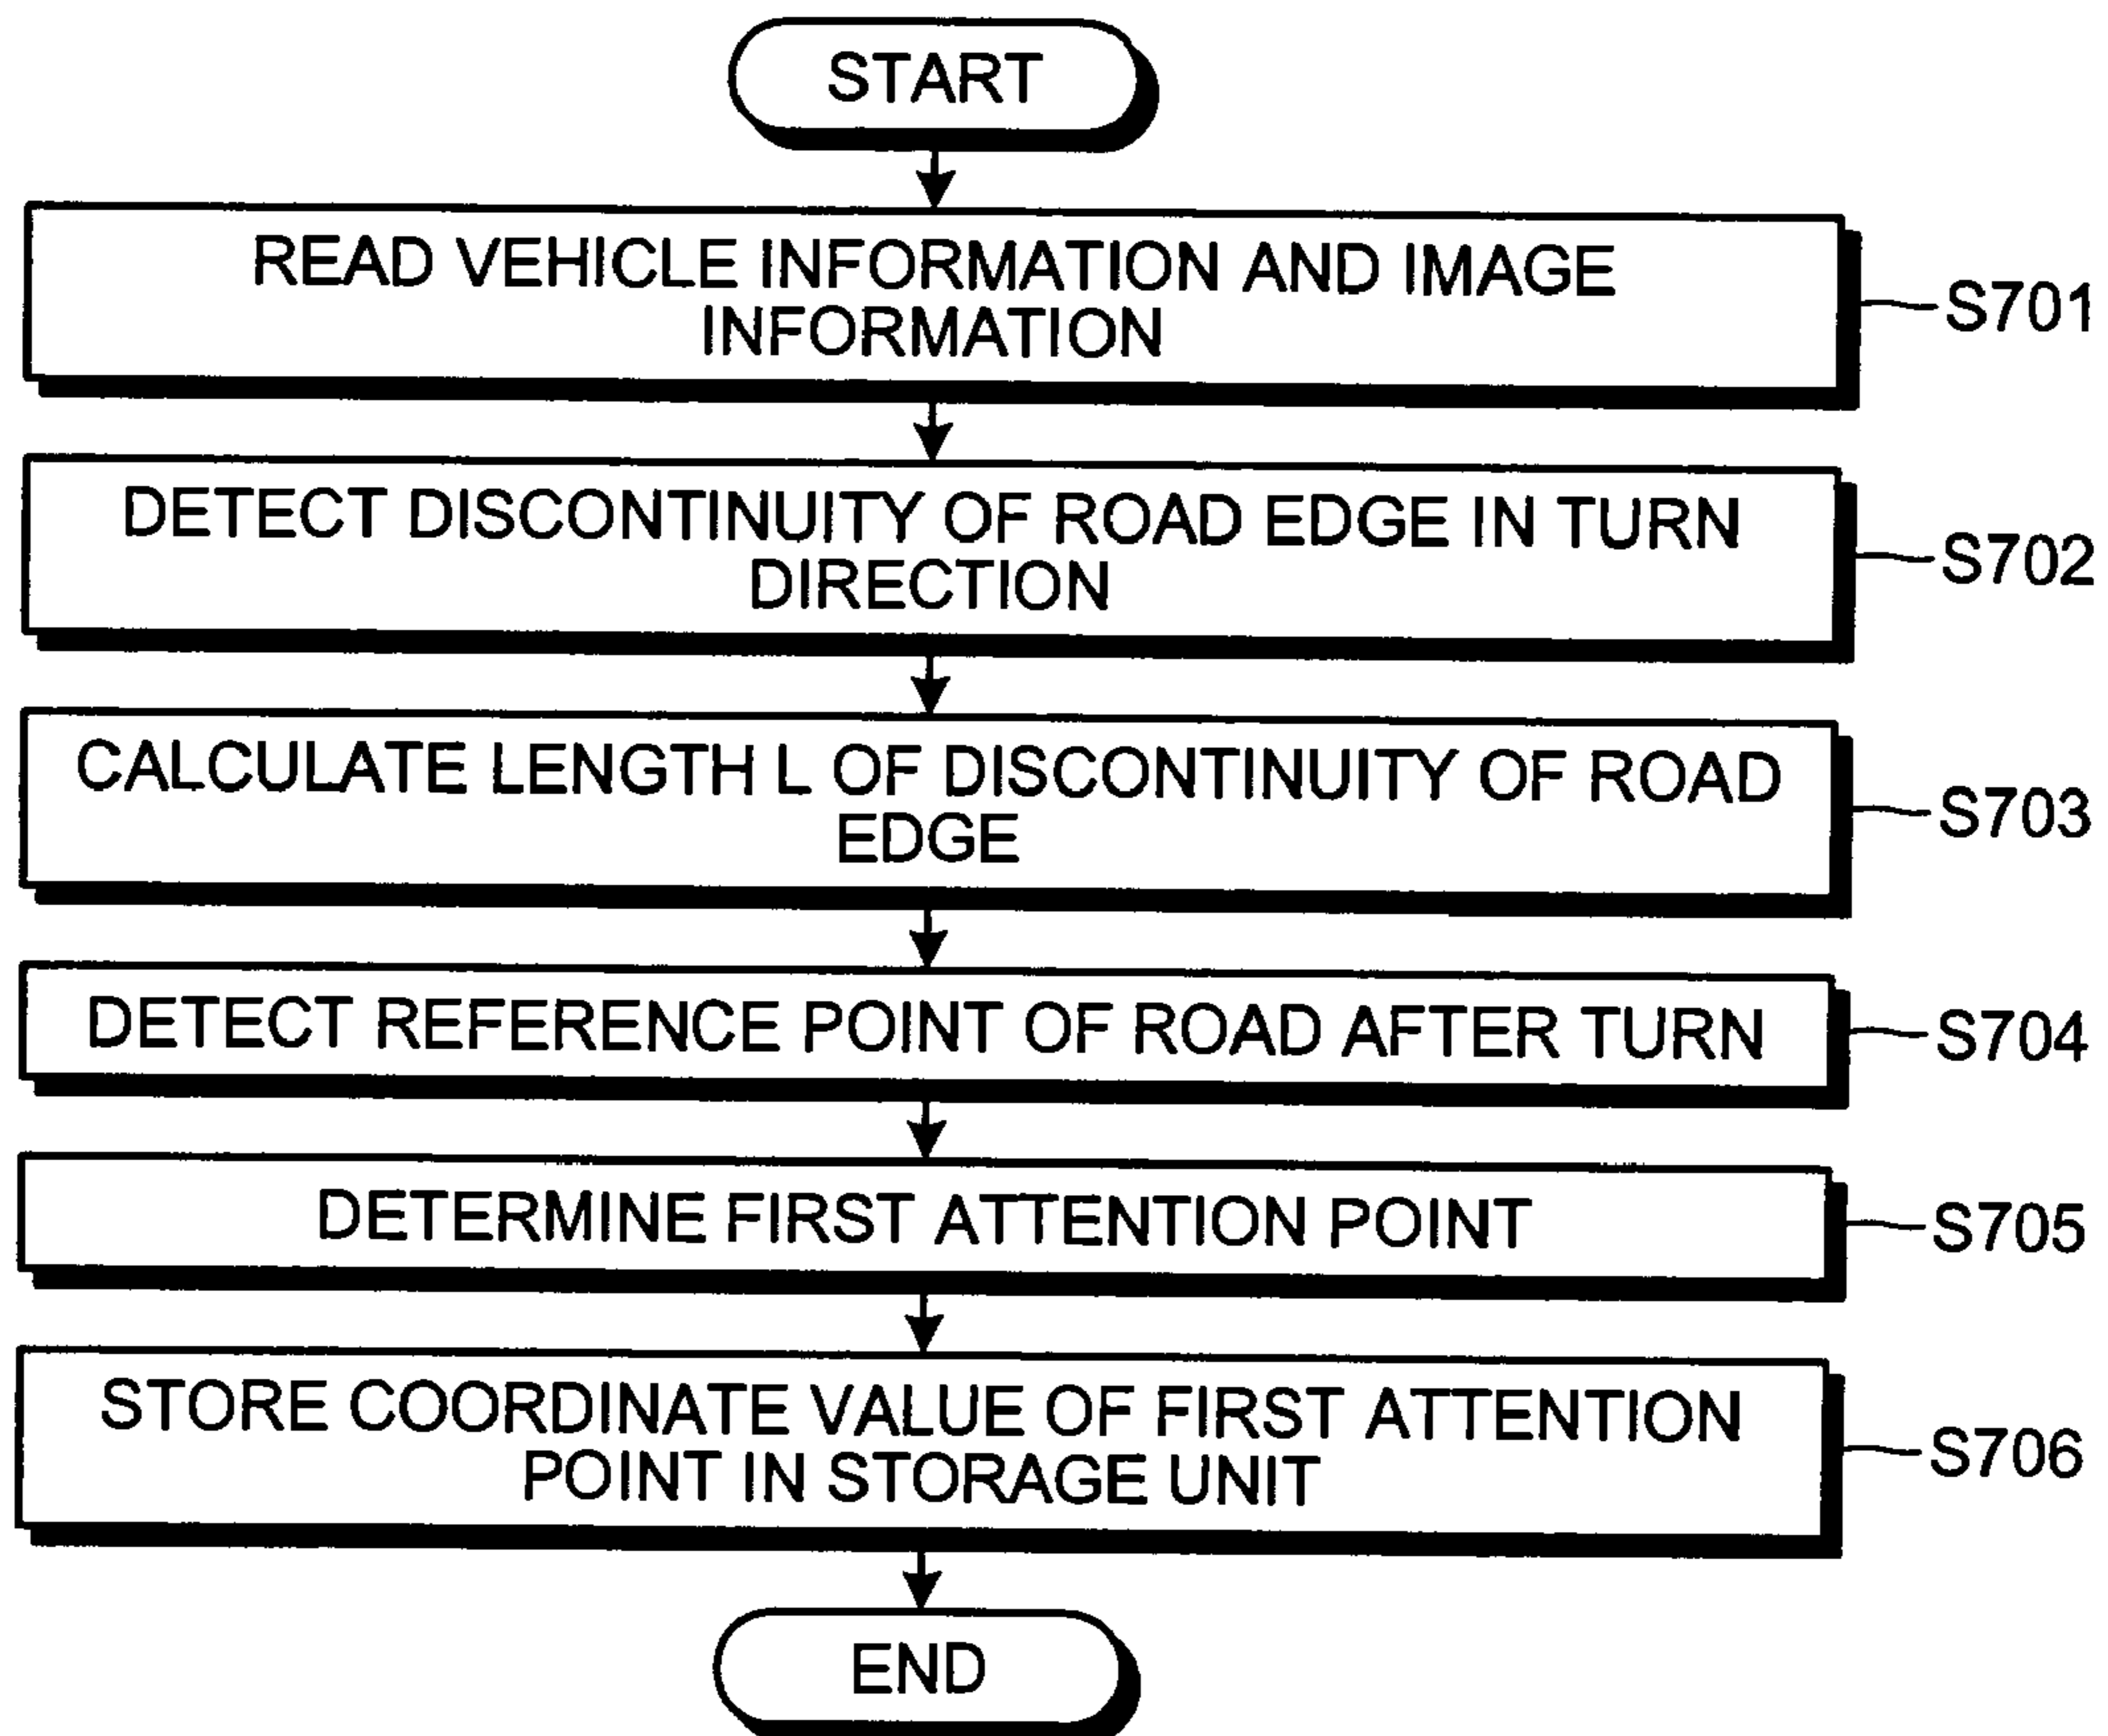 START
READ VEHICLE INFORMATION AND IMAGE
INFORMATION
S701
DETECT DISCONTINUITY OF ROAD EDGE IN TURN
DIRECTION
S702
CALCULATE LENGTH L OF DISCONTINUITY OF ROAD
EDGE
S703
DETECT REFERENCE POINT OF ROAD AFTER TURN
S704
DETERMINE FIRST ATTENTION POINT
S705
STORE COORDINATE VALUE OF FIRST ATTENTION
POINT IN STORAGE UNIT
S706
END